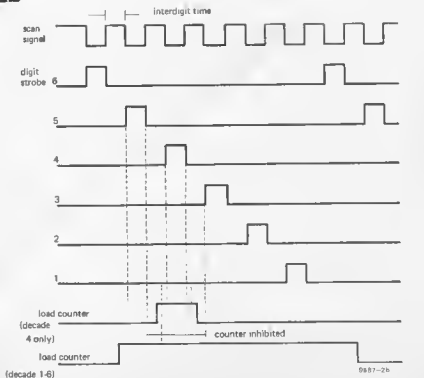 interdigit time
scan
signal
digit
strobe 6
5
4
3
2
1
load counter
(decade
4 only)
counter inhibited
load counter
(decade 1-6)
9887-2b